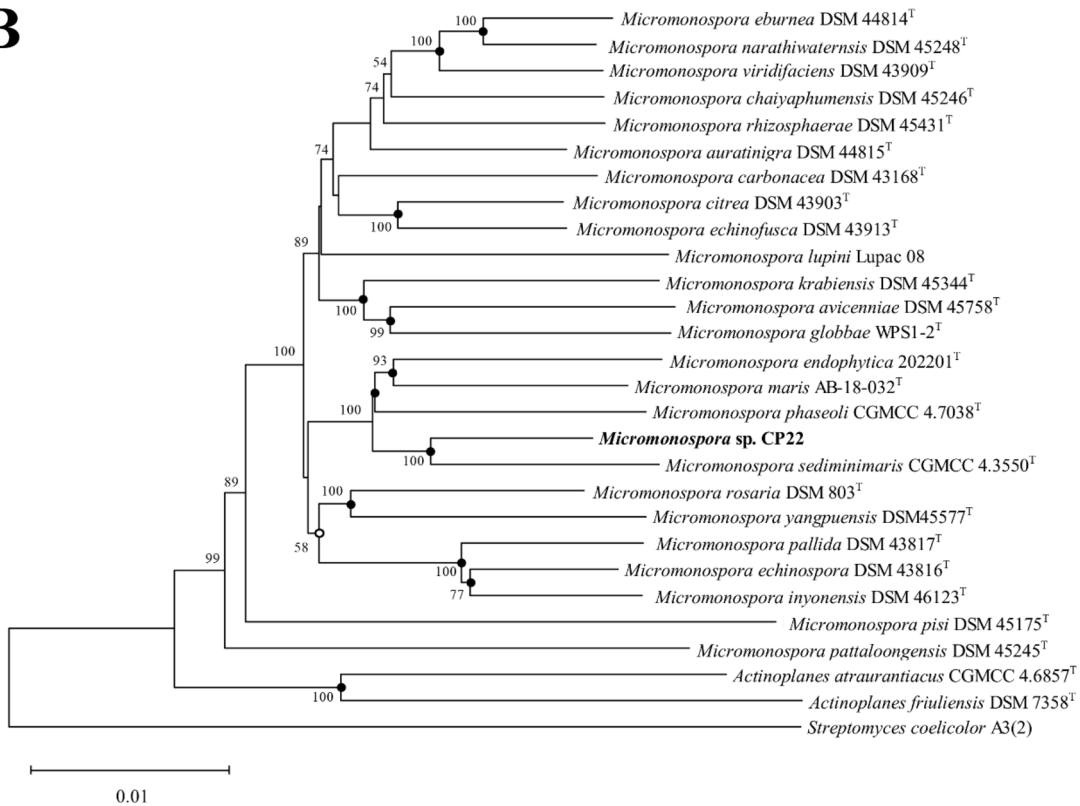 B
100
Micromonospora eburnea DSM 44814T
100
Micromonospora narathiwaternsis DSM 45248T
54
Micromonospora viridifaciens DSM 43909T
74
Micromonospora chaiyaphumensis DSM 45246T
Micromonospora rhizosphaerae DSM 45431T
74
Micromonospora auratinigra DSM 44815T
Micromonospora carbonacea DSM 43168T
Micromonospora citrea DSM 43903T
100
Micromonospora echinofusca DSM 43913T
89
Micromonospora lupini Lupac 08
Micromonospora krabiensis DSM 45344T
100
Micromonospora avicenniae DSM 45758T
99
Micromonospora globbae WPS1-2T
100
93
Micromonospora endophytica 202201T
Micromonospora maris AB-18-032T
100
Micromonospora phaseoli CGMCC 4.7038T
Micromonospora sp. CP22
100
Micromonospora sediminimaris CGMCC 4.3550T
89
100
Micromonospora rosaria DSM 803T
Micromonospora yangpuensis DSM45577T
58
Micromonospora pallida DSM 43817T
99
100
Micromonospora echinospora DSM 43816T
77
Micromonospora inyonensis DSM 46123T
Micromonospora pisi DSM 45175T
Micromonospora pattaloongensis DSM 45245T
Actinoplanes atraurantiacus CGMCC 4.6857T
100
Actinoplanes friuliensis DSM 7358T
Streptomyces coelicolor A3(2)
0.01